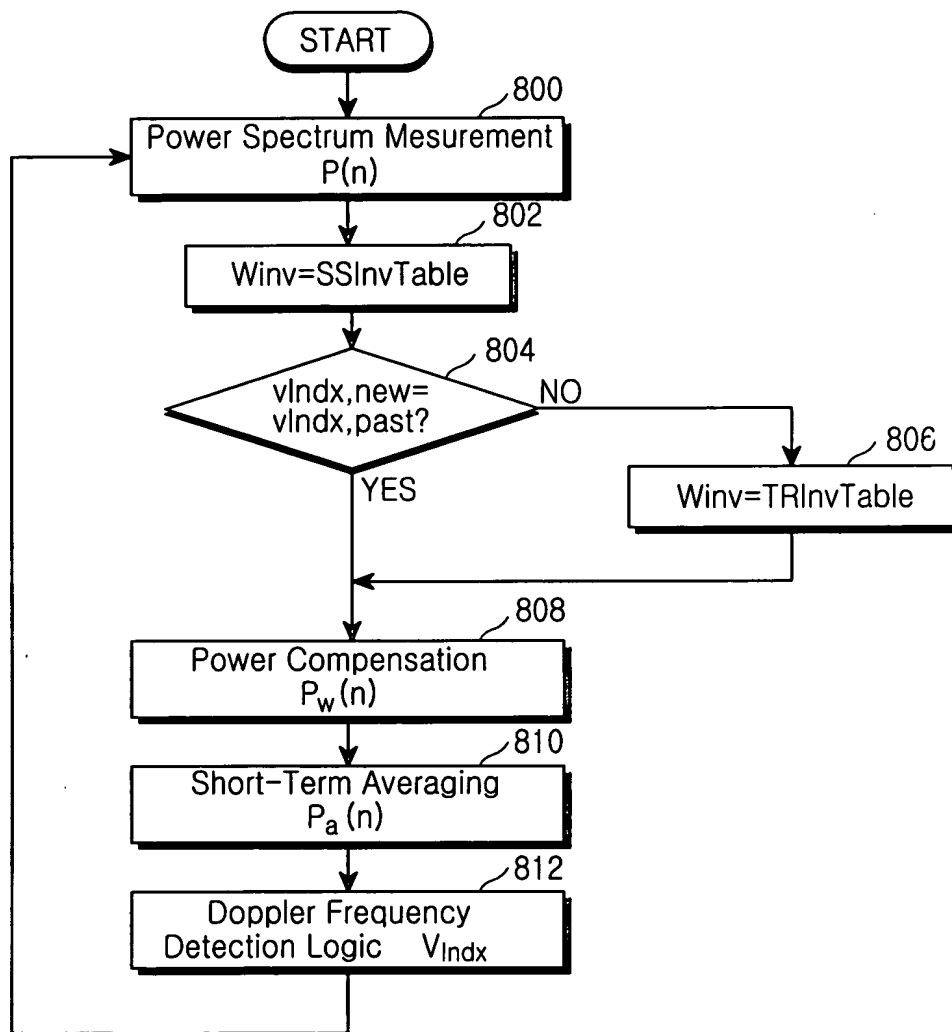 START
800
Power Spectrum Mesurement
P(n)
802
Winv=SSInvTable
804
vIndx,new=
vIndx,past?
NO
YES
806
Winv=TRInvTable
808
Power Compensation
Pw(n)
810
Short-Term Averaging
Pa(n)
812
Doppler Frequency
Detection Logic VIndx